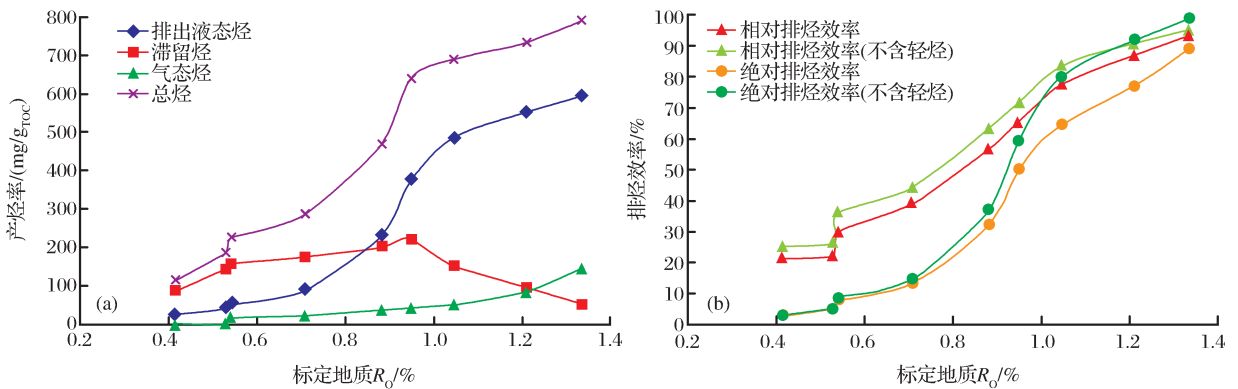 800
700
600
500
400
300
200
100
0
产烃率/(mg/gTOC)
排出液态烃
滞留烃
气态烃
总烃
(a)
0.2
0.4
0.6
0.8
1.0
1.2
1.4
标定地质RO/%
100
90
80
70
60
50
40
30
20
10
0
排烃效率/%
相对排烃效率
相对排烃效率(不含轻烃)
绝对排烃效率
绝对排烃效率(不含轻烃)
(b)
0.2
0.4
0.6
0.8
1.0
1.2
1.4
标定地质RO/%